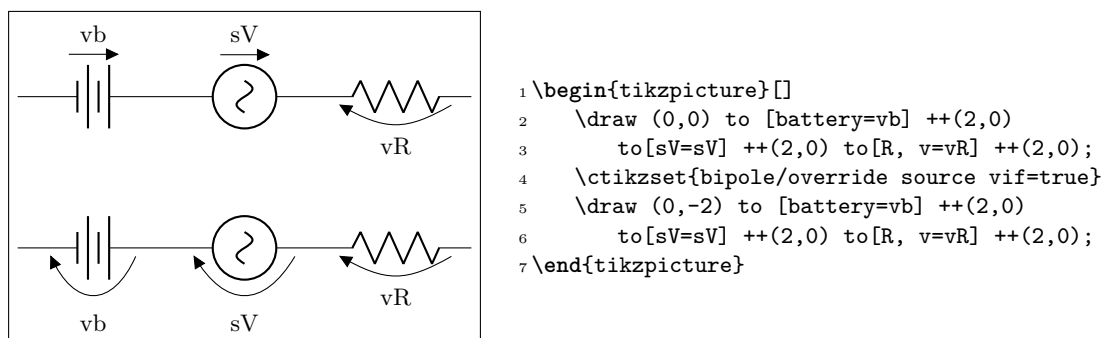 vb sV
vR
vb sV vR
1 \begin{tikzpicture}[]
2 \draw (0,0) to [battery=vb] ++(2,0)
3 to[sV=sV] ++(2,0) to[R, v=vR] ++(2,0);
4 \ctikzset{bipole/override source vif=true}
5 \draw (0,-2) to [battery=vb] ++(2,0)
6 to[sV=sV] ++(2,0) to[R, v=vR] ++(2,0);
7 \end{tikzpicture}